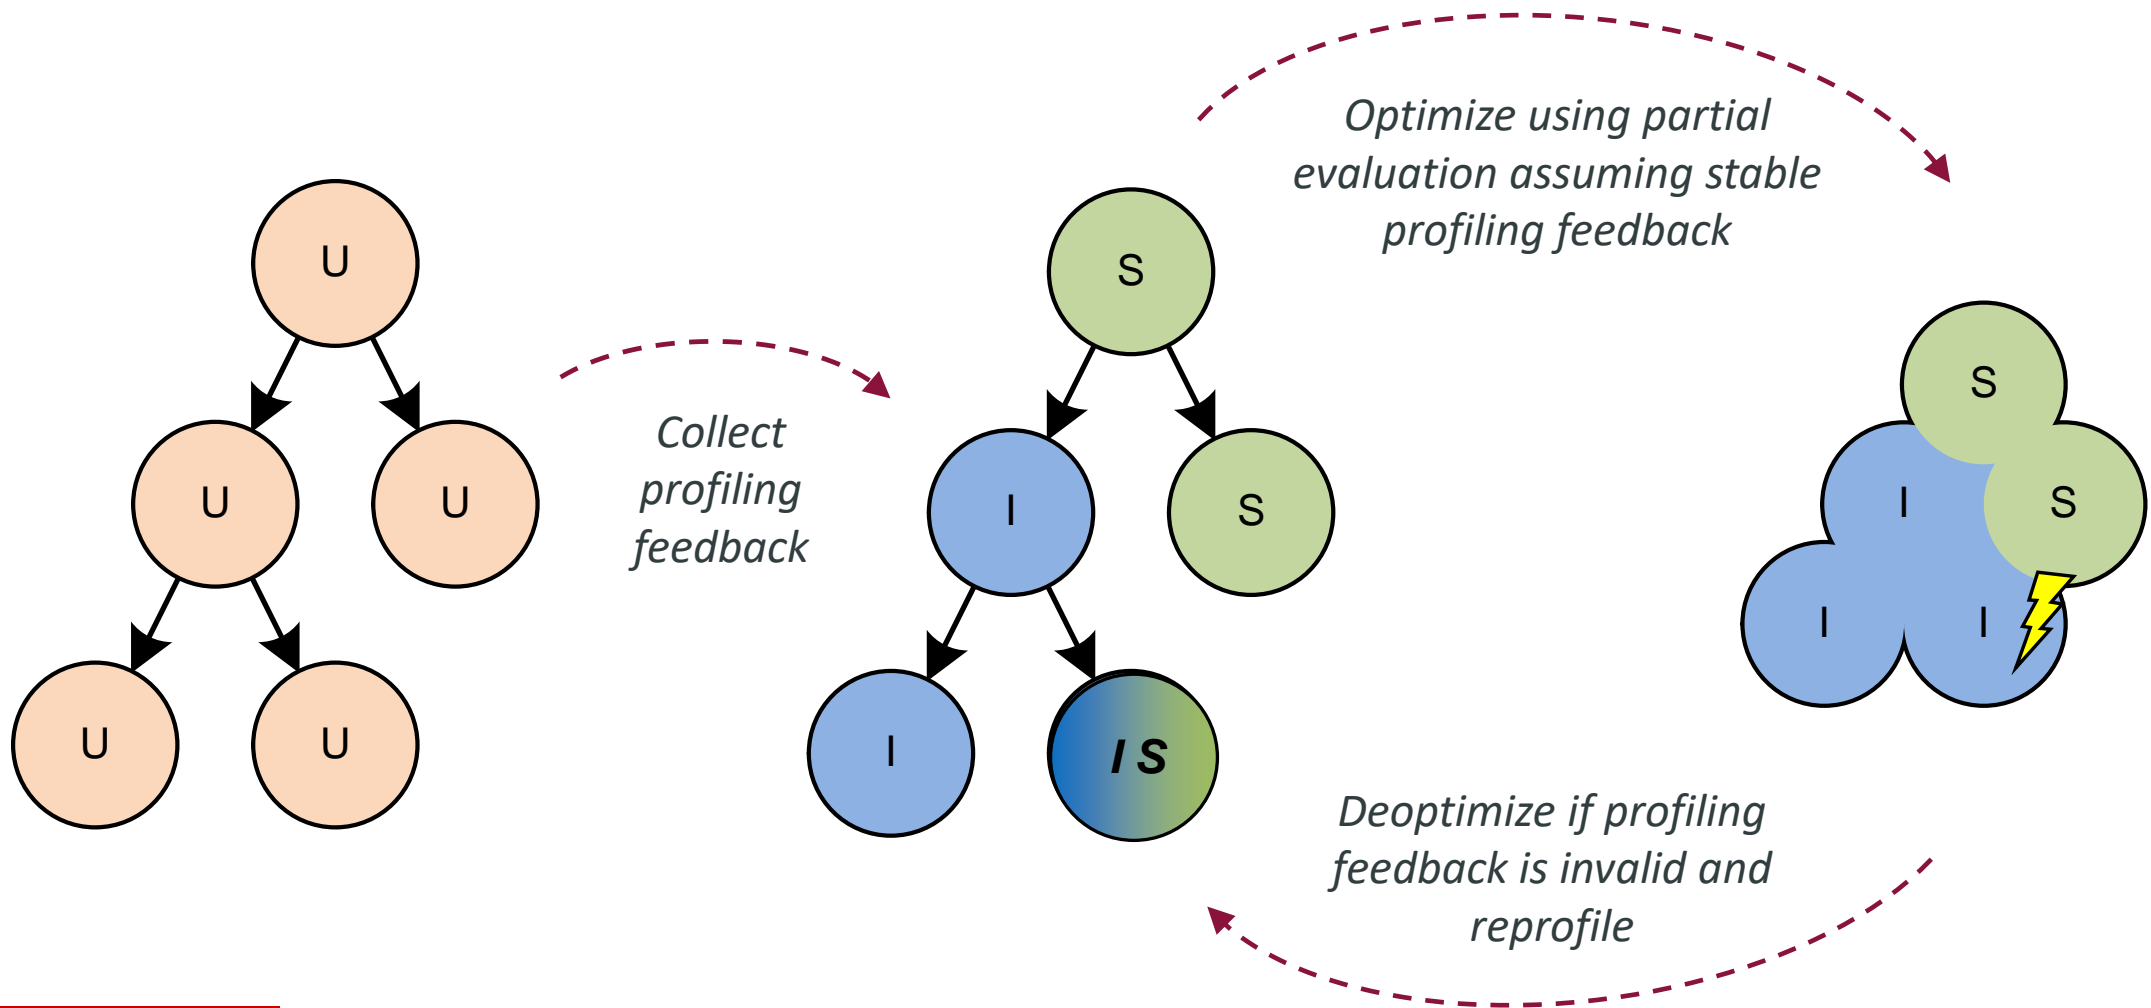 Optimize using partial
evaluation assuming stable
profiling feedback
U
U
U
U
U
Collect
profiling
feedback
S
I
S
I
I S
S
I
S
I
I
Deoptimize if profiling
feedback is invalid and
reprofile